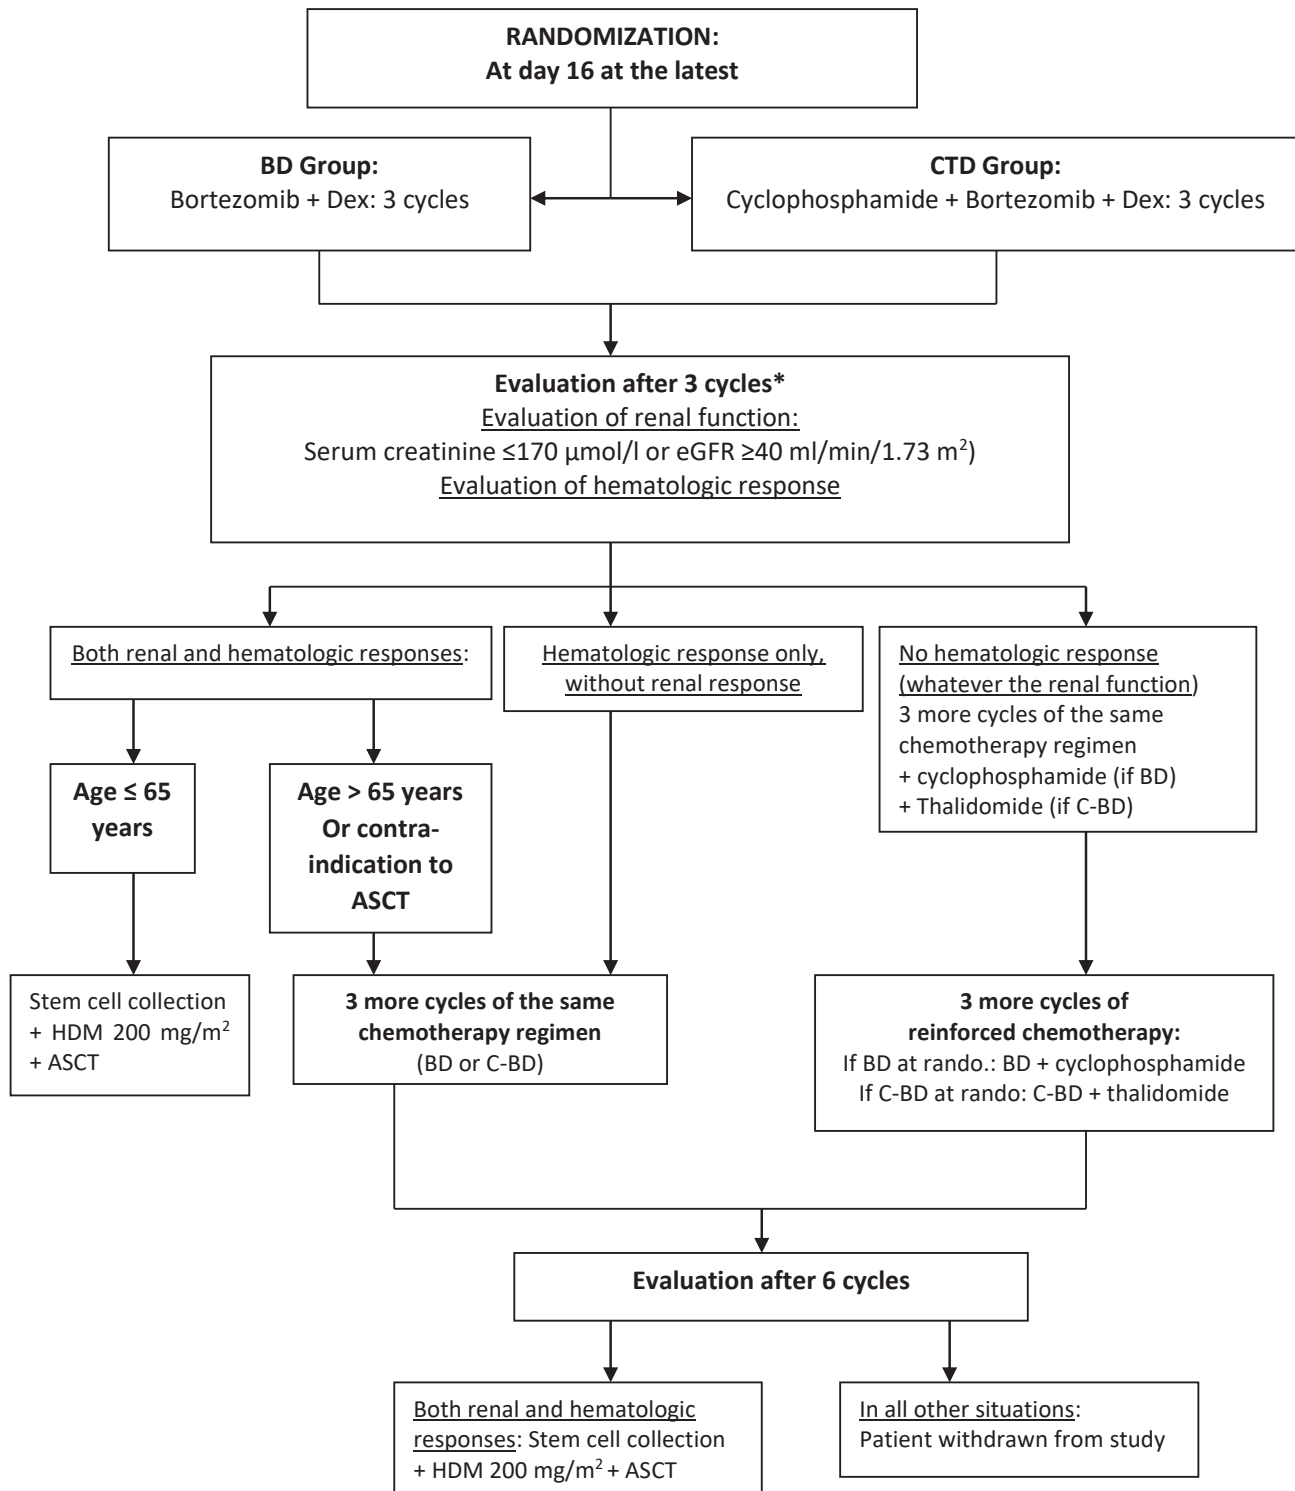 RANDOMIZATION:
At day 16 at the latest
BD Group:
Bortezomib + Dex: 3 cycles
CTD Group:
Cyclophosphamide + Bortezomib + Dex: 3 cycles
Evaluation after 3 cycles*
Evaluation of renal function:
Serum creatinine ≤170 µmol/l or eGFR ≥40 ml/min/1.73 m²)
Evaluation of hematologic response
Both renal and hematologic responses:
Hematologic response only,
without renal response
No hematologic response
(whatever the renal function)
3 more cycles of the same
chemotherapy regimen
+ cyclophosphamide (if BD)
+ Thalidomide (if C-BD)
Age ≤ 65
years
Age > 65 years
Or contra-
indication to
ASCT
Stem cell collection
+ HDM 200 mg/m²
+ ASCT
3 more cycles of the same
chemotherapy regimen
(BD or C-BD)
3 more cycles of
reinforced chemotherapy:
If BD at rando.: BD + cyclophosphamide
If C-BD at rando: C-BD + thalidomide
Evaluation after 6 cycles
Both renal and hematologic
responses: Stem cell collection
+ HDM 200 mg/m² + ASCT
In all other situations:
Patient withdrawn from study